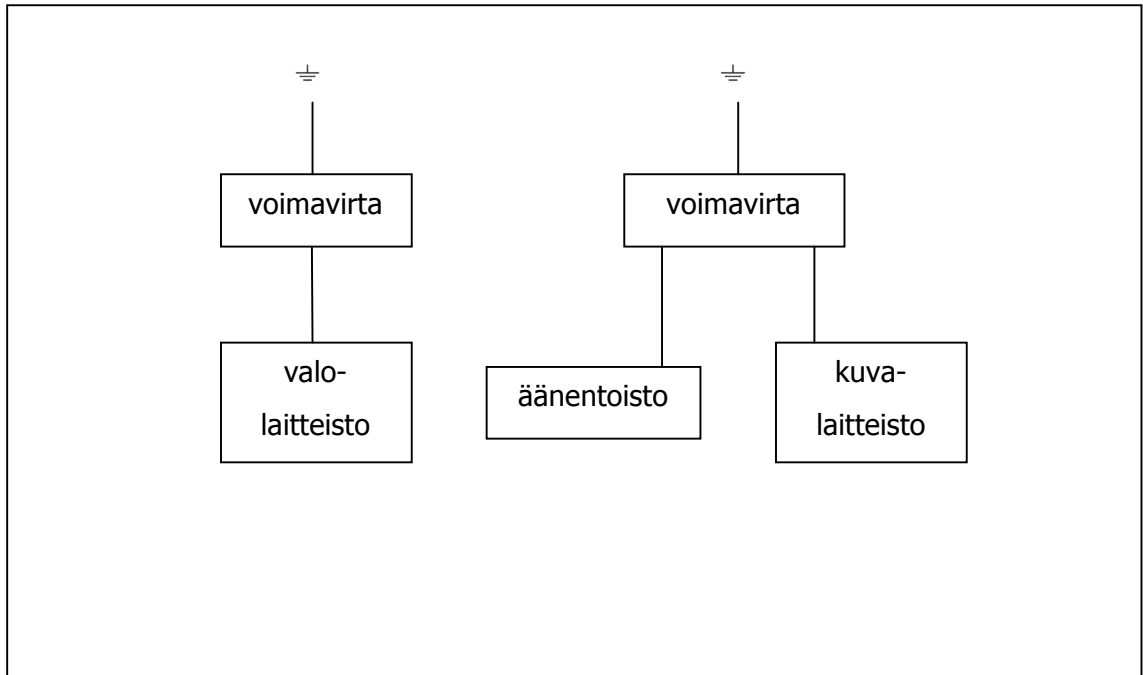 voimavirta
voimavirta
valo-
laitteisto
äänentoisto
kuva-
laitteisto